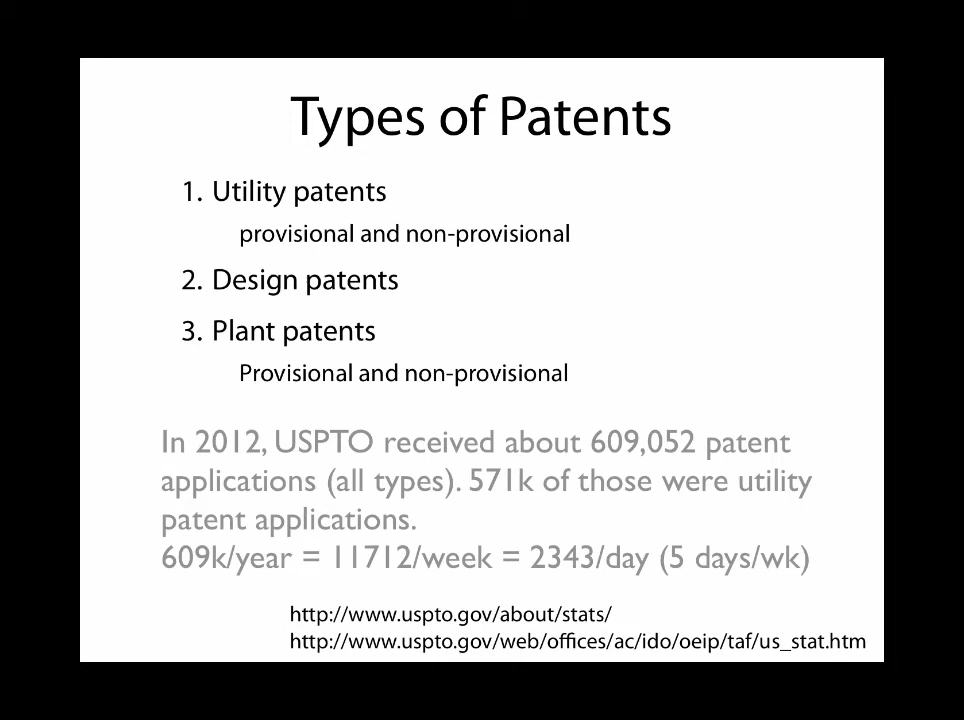 Types of Patents
1. Utility patents
provisional and non-provisional
2. Design patents
3. Plant patents
Provisional and non-provisional
In 2012, USPTO received about 609,052 patent
applications (all types). 571k of those were utility
patent applications.
609k/year = 11712/week = 2343/day (5 days/wk)
http://www.uspto.gov/about/stats/
http://www.uspto.gov/web/offices/ac/ido/oeip/taf/us_stat.htm